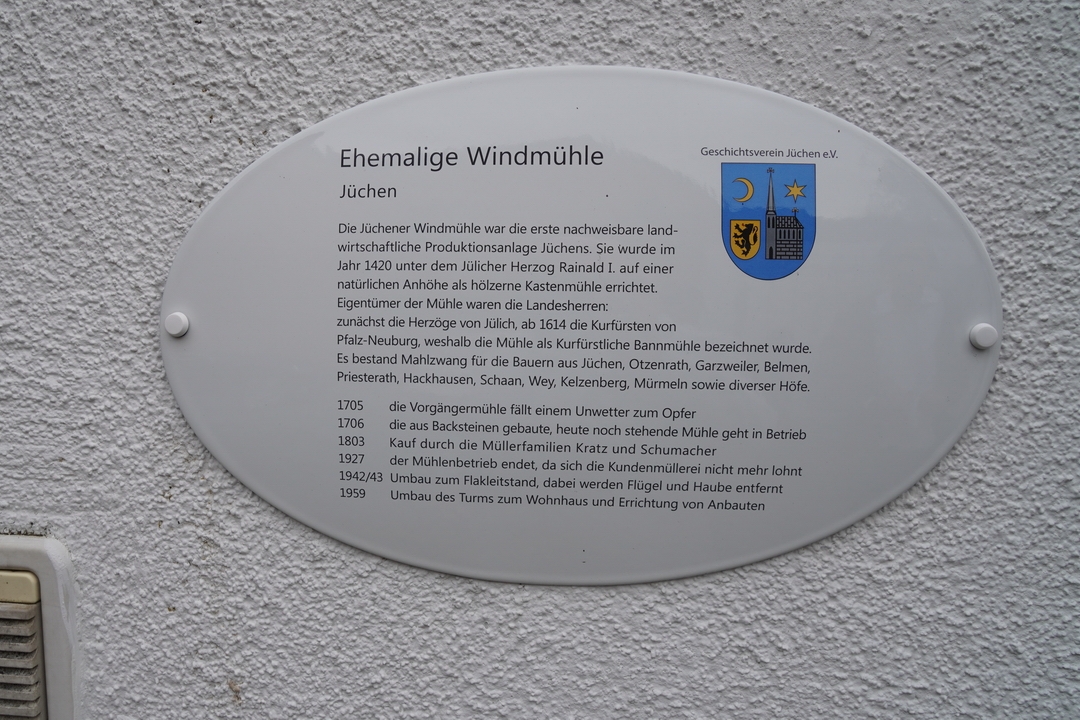 Ehemalige Windmühle
Jüchen
Geschichtsverein Jüchen e.V.
Die Jüchener Windmühle war die erste nachweisbare land-
wirtschaftliche Produktionsanlage Jüchens. Sie wurde im
Jahr 1420 unter dem Jülicher Herzog Rainald I. auf einer
natürlichen Anhöhe als hölzerne Kastenmühle errichtet.
Eigentümer der Mühle waren die Landesherren:
zunächst die Herzöge von Jülich, ab 1614 die Kurfürsten von
Pfalz-Neuburg, weshalb die Mühle als Kurfürstliche Bannmühle bezeichnet wurde.
Es bestand Mahlzwang für die Bauern aus Jüchen, Otzenrath, Garzweiler, Belmen,
Priesterath, Hackhausen, Schaan, Wey, Kelzenberg, Mürmeln sowie diverser Höfe.
1705 die Vorgängermühle fällt einem Unwetter zum Opfer
1706 die aus Backsteinen gebaute, heute noch stehende Mühle geht in Betrieb
1803 Kauf durch die Müllerfamilien Kratz und Schumacher
1927 der Mühlenbetrieb endet, da sich die Kundenmüllerei nicht mehr lohnt
1942/43 Umbau zum Flakleitstand, dabei werden Flügel und Haube entfernt
1959 Umbau des Turms zum Wohnhaus und Errichtung von Anbauten